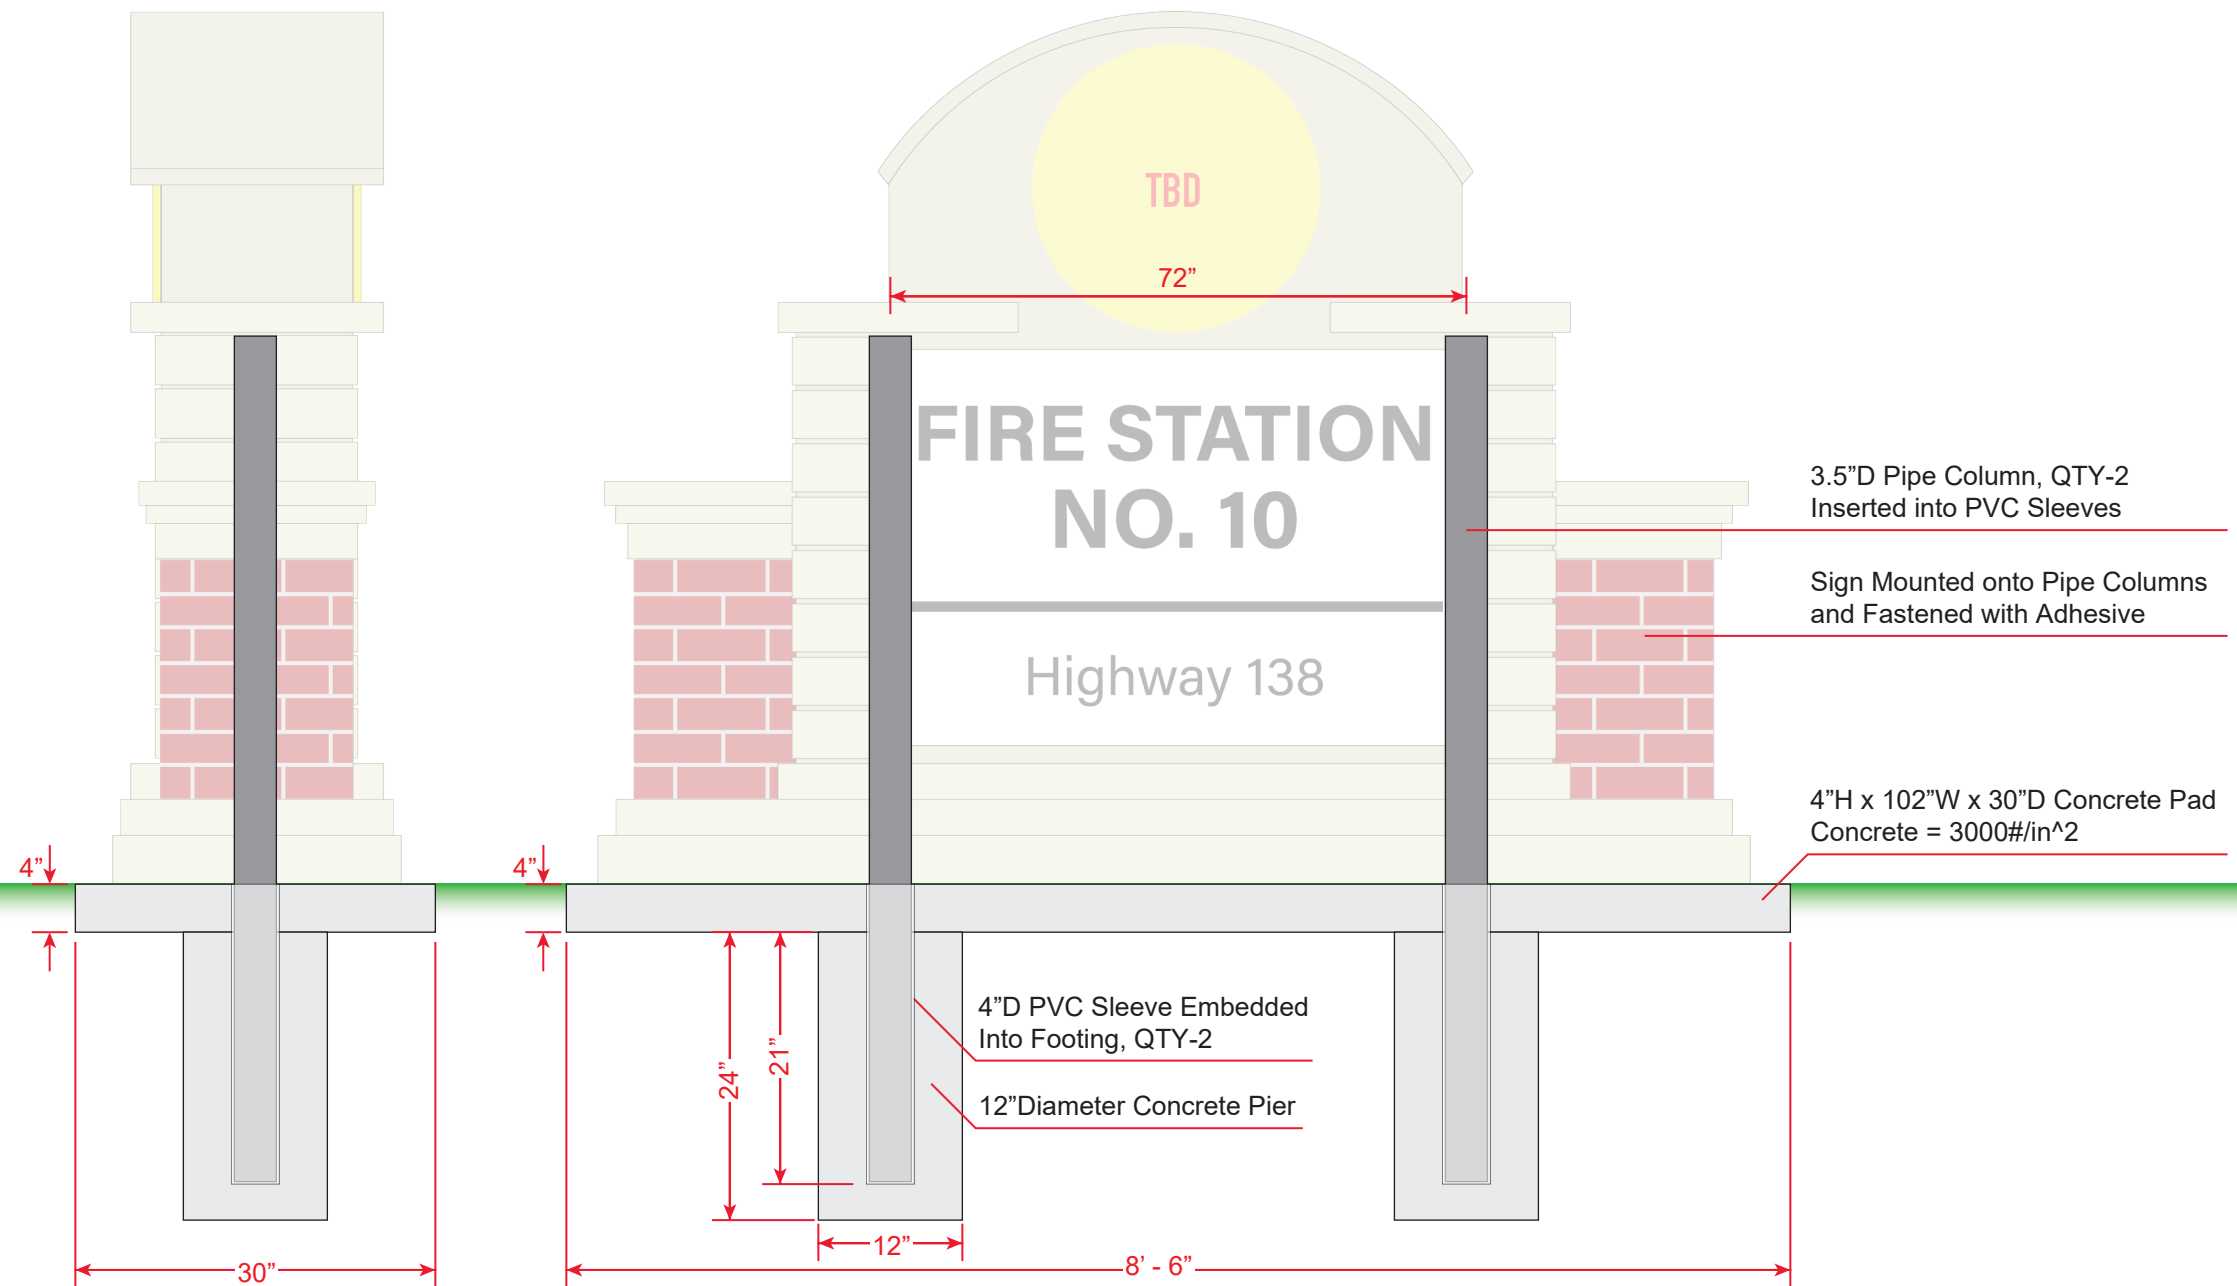 TBD
72”
FIRE STATION
NO. 10
Highway 138
3.5”D Pipe Column, QTY-2
Inserted into PVC Sleeves
Sign Mounted onto Pipe Columns
and Fastened with Adhesive
4”H x 102”W x 30”D Concrete Pad
Concrete = 3000#/in^2
4”
4”
4”D PVC Sleeve Embedded
Into Footing, QTY-2
24”
21”
12”Diameter Concrete Pier
12”
30”
8’ - 6”